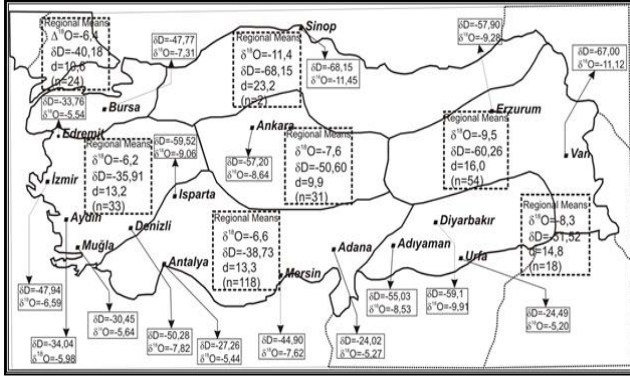 Regional Means
Δ¹⁸O=-6,4
δD=-40,18
d=10,6
(n=24)
δD=-47,77
δ¹⁸O=-7,31
Sinop
δD=-68,15
δ¹⁸O=-11,45
Regional Means
δ¹⁸O=-11,4
δD=-68,15
d=23,2
(n=2)
δD=-57,90
δ¹⁸O=-9,28
δD=-67,00
δ¹⁸O=-11,12
δD=-33,76
δ¹⁸O=-5,54
Bursa
Edremit
δD=-59,52
δ¹⁸O=-9,06
Ankara
δD=-57,20
δ¹⁸O=-8,64
Regional Means
δ¹⁸O=-7,6
δD=-50,60
d=9,9
(n=31)
Erzurum
Regional Means
δ¹⁸O=-9,5
δD=-60,26
d=16,0
(n=54)
Van
Regional Means
δ¹⁸O=-6,2
δD=-35,91
d=13,2
(n=33)
Izmir
Isparta
Aydın
Denizli
Muğla
Antalya
Regional Means
δ¹⁸O=-6,6
δD=-38,73
d=13,3
(n=118)
Mersin
Adana
Adıyaman
Diyarbakır
Urfa
Regional Means
δ¹⁸O=-8,3
δD=-51,52
d=14,8
(n=18)
δD=-47,94
δ¹⁸O=-6,59
δD=-34,04
δ¹⁸O=-5,98
δD=-30,45
δ¹⁸O=-5,64
δD=-50,28
δ¹⁸O=-7,82
δD=-27,26
δ¹⁸O=-5,44
δD=-44,90
δ¹⁸O=-7,62
δD=-24,02
δ¹⁸O=-5,27
δD=-55,03
δ¹⁸O=-8,53
δD=-59,1
δ¹⁸O=-9,91
δD=-24,49
δ¹⁸O=-5,20